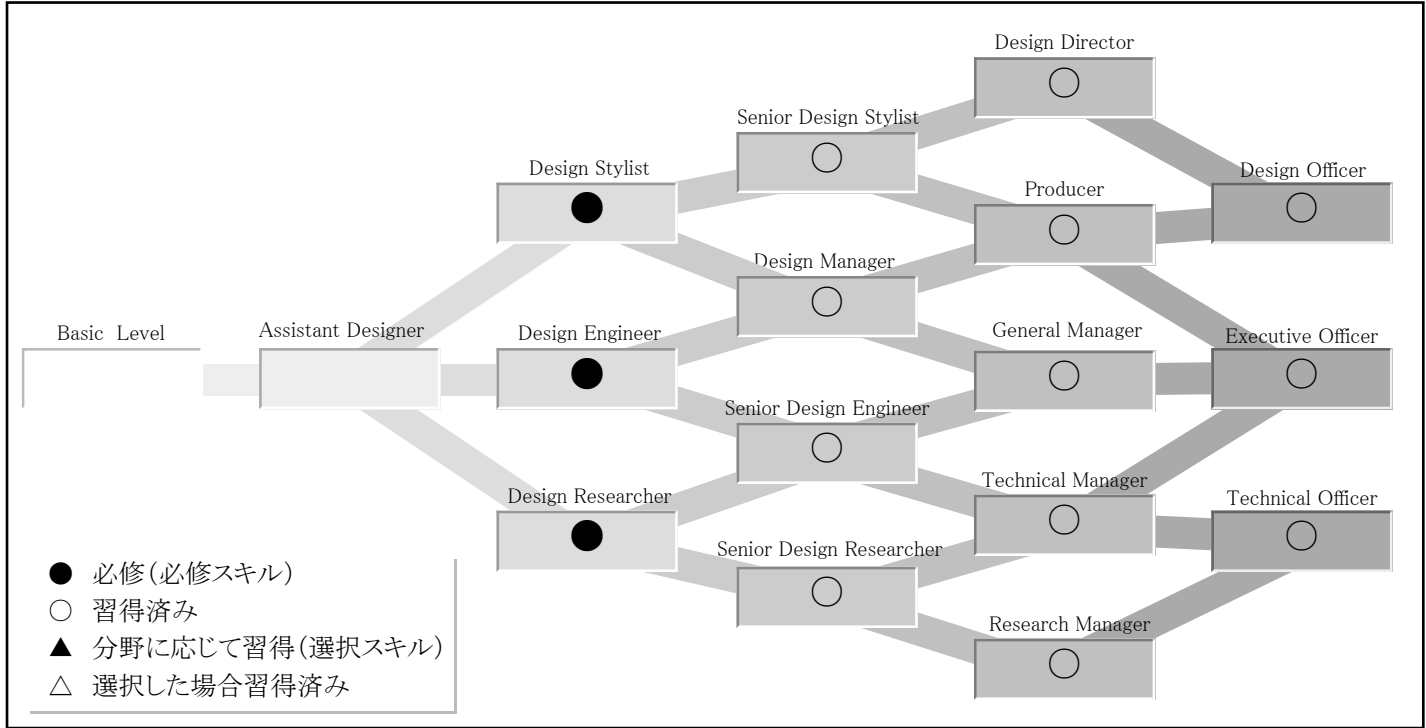 Design Director
Senior Design Stylist
Design Stylist
Design Officer
Producer
Design Manager
Basic Level
Assistant Designer
Design Engineer
General Manager
Executive Officer
Senior Design Engineer
Design Researcher
Technical Manager
Technical Officer
Senior Design Researcher
Research Manager
● 必修(必修スキル)
○ 習得済み
▲ 分野に応じて習得(選択スキル)
△ 選択した場合習得済み